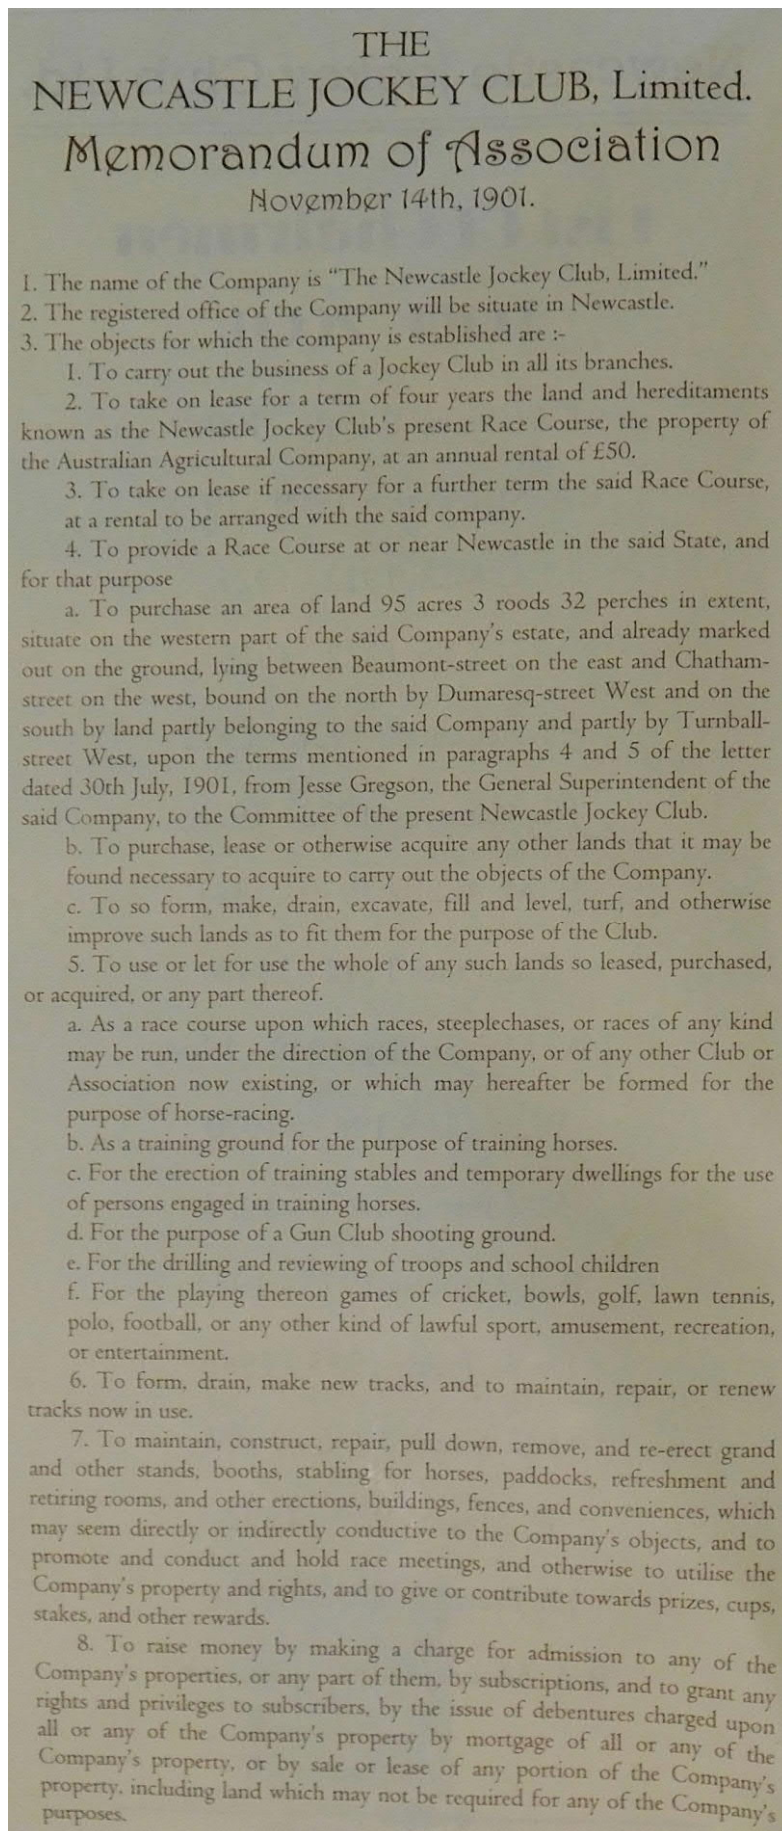 THE
NEWCASTLE JOCKEY CLUB, Limited.
Memorandum of Association
November 14th, 1901.
1. The name of the Company is “The Newcastle Jockey Club, Limited.”
2. The registered office of the Company will be situate in Newcastle.
3. The objects for which the company is established are :-
1. To carry out the business of a Jockey Club in all its branches.
2. To take on lease for a term of four years the land and hereditaments
known as the Newcastle Jockey Club's present Race Course, the property of
the Australian Agricultural Company, at an annual rental of £50.
3. To take on lease if necessary for a further term the said Race Course,
at a rental to be arranged with the said company.
4. To provide a Race Course at or near Newcastle in the said State, and
for that purpose
a. To purchase an area of land 95 acres 3 roods 32 perches in extent,
situate on the western part of the said Company's estate, and already marked
out on the ground, lying between Beaumont-street on the east and Chatham-
street on the west, bound on the north by Dumaresq-street West and on the
south by land partly belonging to the said Company and partly by Turnball-
street West, upon the terms mentioned in paragraphs 4 and 5 of the letter
dated 30th July, 1901, from Jesse Gregson, the General Superintendent of the
said Company, to the Committee of the present Newcastle Jockey Club.
b. To purchase, lease or otherwise acquire any other lands that it may be
found necessary to acquire to carry out the objects of the Company.
c. To so form, make, drain, excavate, fill and level, turf, and otherwise
improve such lands as to fit them for the purpose of the Club.
5. To use or let for use the whole of any such lands so leased, purchased,
or acquired, or any part thereof.
a. As a race course upon which races, steeplechases, or races of any kind
may be run, under the direction of the Company, or of any other Club or
Association now existing, or which may hereafter be formed for the
purpose of horse-racing.
b. As a training ground for the purpose of training horses.
c. For the erection of training stables and temporary dwellings for the use
of persons engaged in training horses.
d. For the purpose of a Gun Club shooting ground.
e. For the drilling and reviewing of troops and school children
f. For the playing thereon games of cricket, bowls, golf, lawn tennis,
polo, football, or any other kind of lawful sport, amusement, recreation,
or entertainment.
6. To form, drain, make new tracks, and to maintain, repair, or renew
tracks now in use.
7. To maintain, construct, repair, pull down, remove, and re-erect grand
and other stands, booths, stabling for horses, paddocks, refreshment and
retiring rooms, and other erections, buildings, fences, and conveniences, which
may seem directly or indirectly conductive to the Company's objects, and to
promote and conduct and hold race meetings, and otherwise to utilise the
Company's property and rights, and to give or contribute towards prizes, cups,
stakes, and other rewards.
8. To raise money by making a charge for admission to any of the
Company's properties, or any part of them, by subscriptions, and to grant any
rights and privileges to subscribers, by the issue of debentures charged upon
all or any of the Company's property by mortgage of all or any of the
Company's property, or by sale or lease of any portion of the Company's
property, including land which may not be required for any of the Company's
purposes.